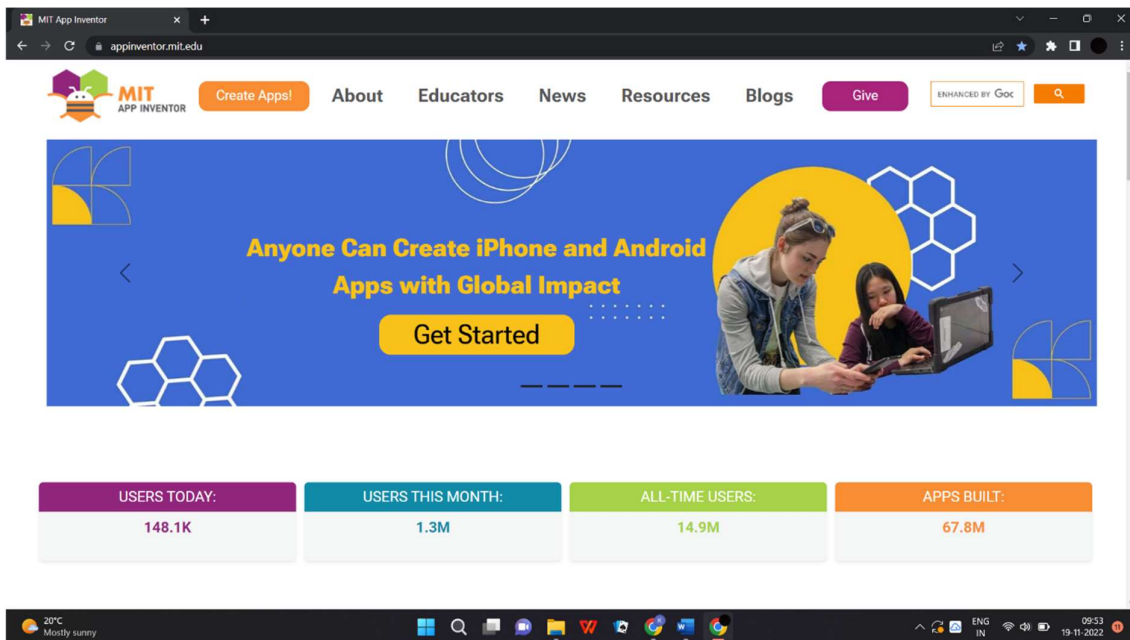 MIT App Inventor
appinventor.mit.edu
MIT
APP INVENTOR
Create Apps!
About
Educators
News
Resources
Blogs
Give
ENHANCED BY Goo
Anyone Can Create iPhone and Android
Apps with Global Impact
Get Started
USERS TODAY:
148.1K
USERS THIS MONTH:
1.3M
ALL-TIME USERS:
14.9M
APPS BUILT:
67.8M
20°C
Mostly sunny
ENG
IN
09:53
19-11-2022
11